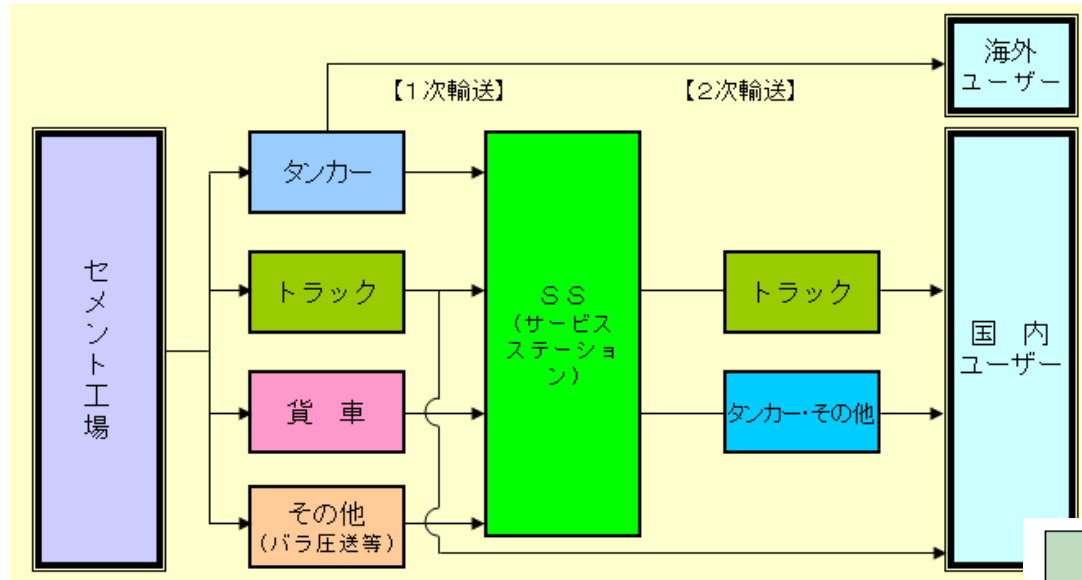 海外
ユーザー
【1次輸送】
【2次輸送】
セメント工場
タンカー
トラック
貨 車
その他
(バラ圧送等)
SS
(サービス
ステーショ
ン)
トラック
タンカー・その他
国 内
ユーザー